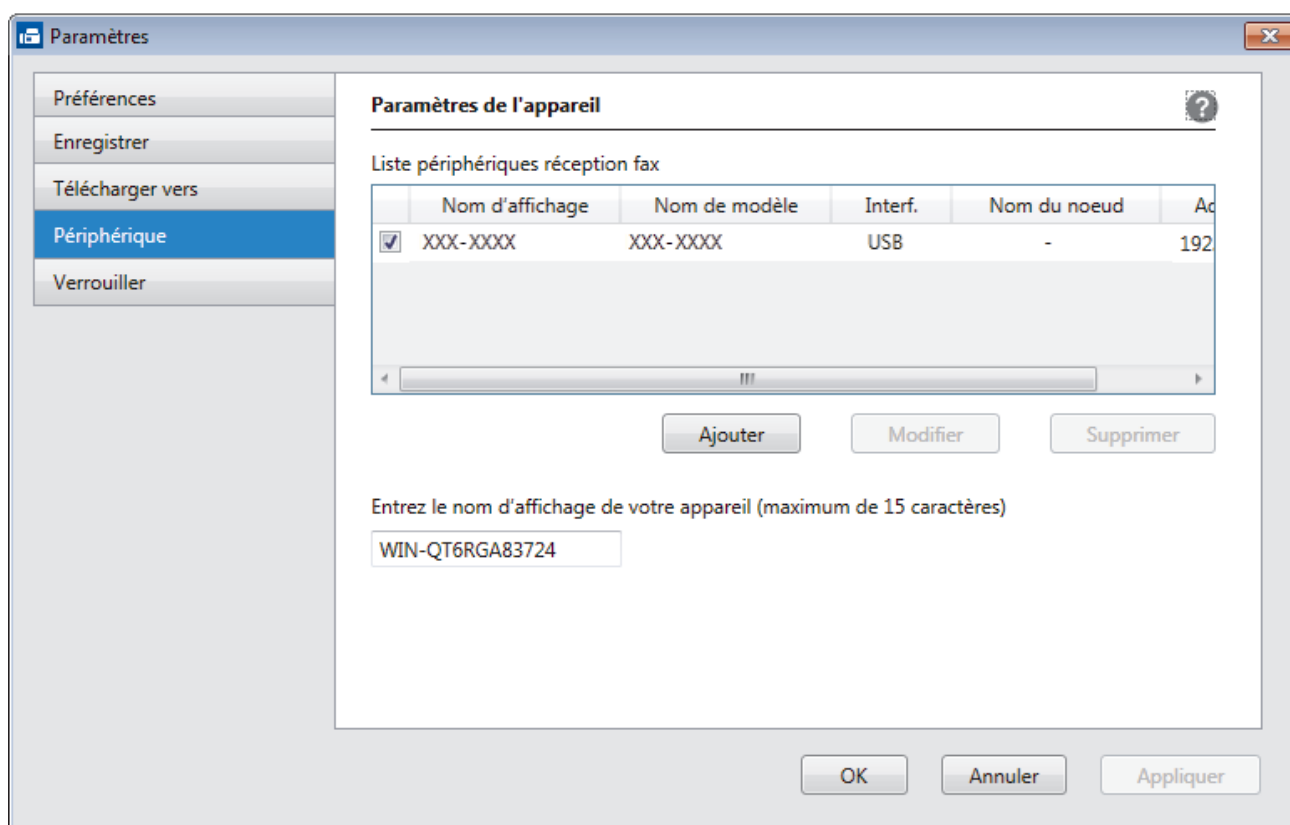 Paramètres
Préférences
Enregistrer
Télécharger vers
Périphérique
Verrouiller
Paramètres de l'appareil
?
Liste périphériques réception fax
Nom d'affichage Nom de modèle Interf. Nom du noeud Ad
XXX-XXXX XXX-XXXX USB - 192
Ajouter Modifier Supprimer
Entrez le nom d'affichage de votre appareil (maximum de 15 caractères)
WIN-QT6RGA83724
OK Annuler Appliquer